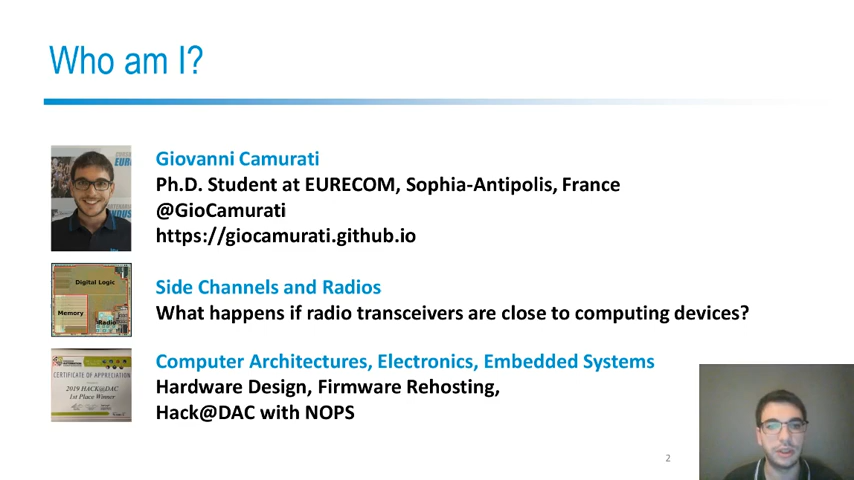 Who am I?
Giovanni Camurati
Ph.D. Student at EURECOM, Sophia-Antipolis, France
@GioCamurati
https://giocamurati.github.io
Digital Logic
Memory
Radio
Side Channels and Radios
What happens if radio transceivers are close to computing devices?
CERTIFICATE OF APPRECIATION
2019 HACK@DAC
1st Place Winner
Computer Architectures, Electronics, Embedded Systems
Hardware Design, Firmware Rehosting,
Hack@DAC with NOPS
2